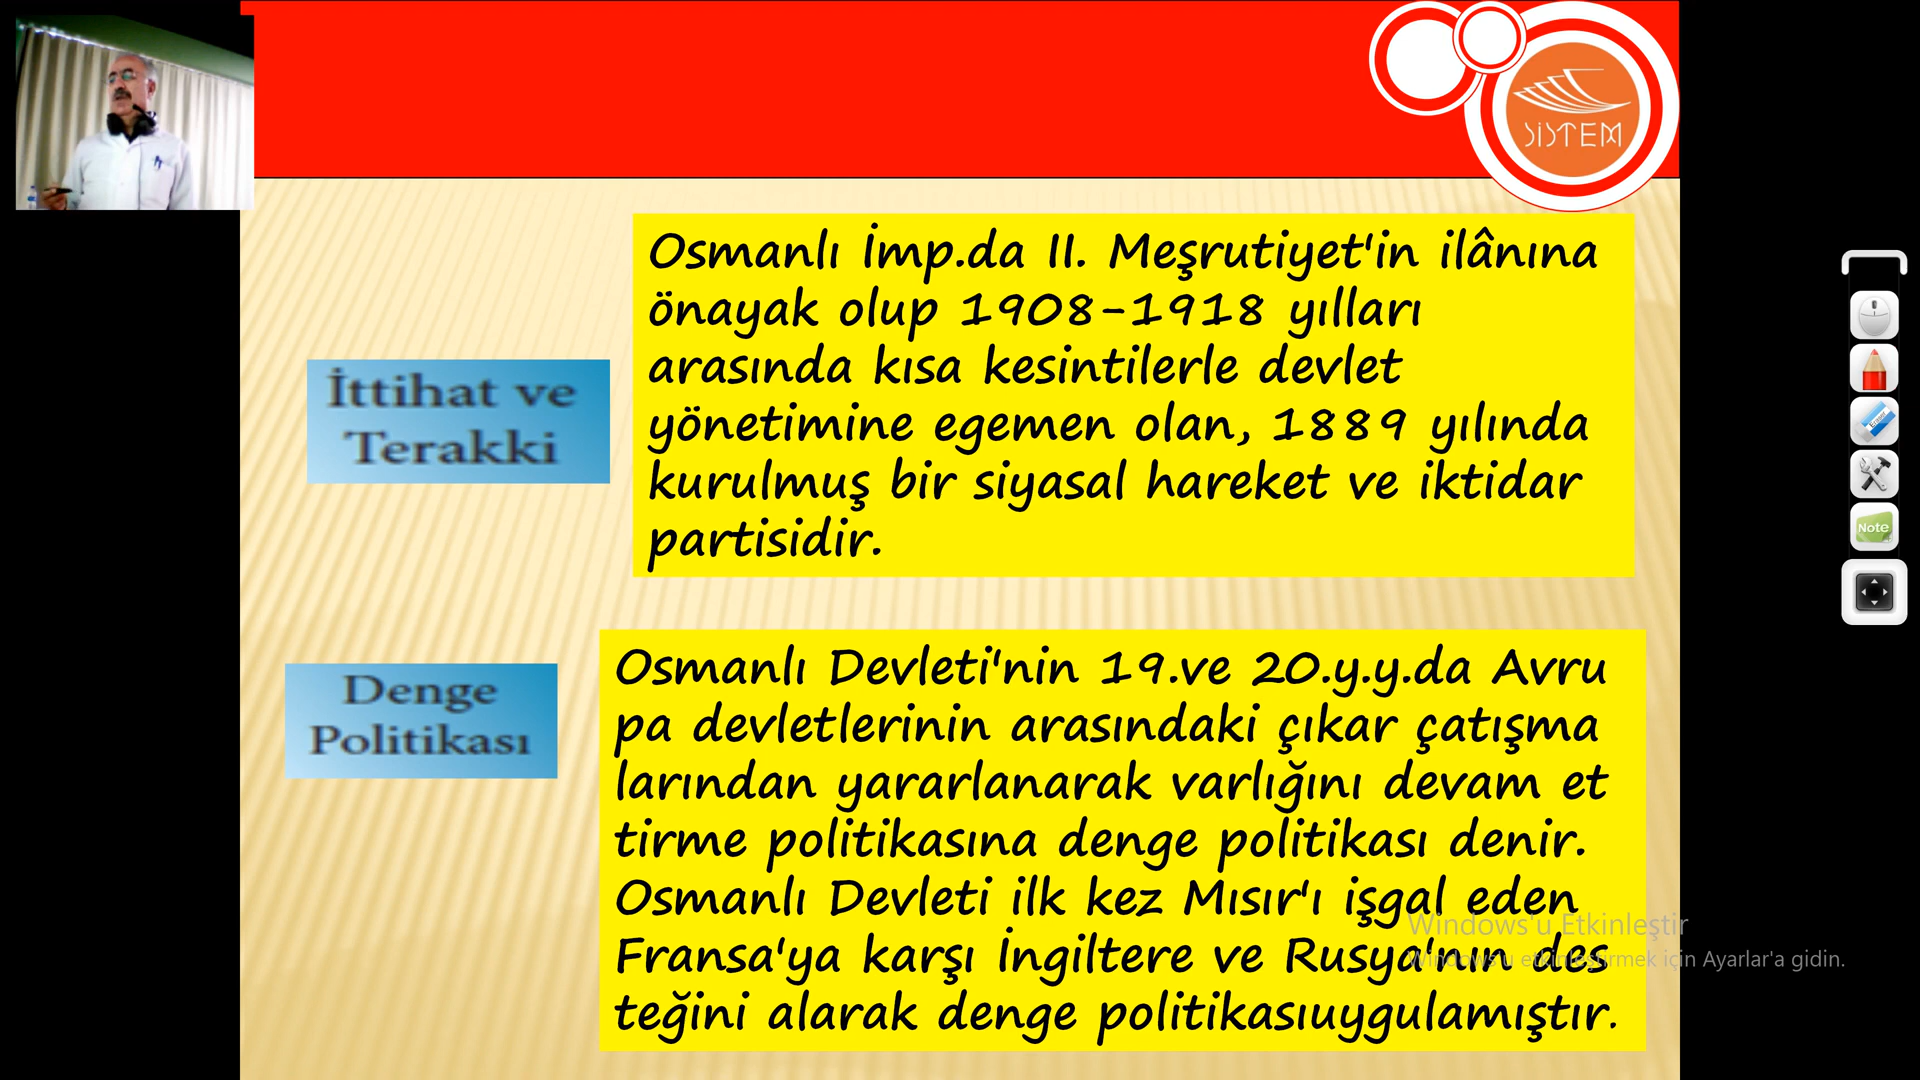 SİSTEM
Osmanlı İmp.da II. Meşrutiyet'in ilânına
önayak olup 1908-1918 yılları
arasında kısa kesintilerle devlet
yönetimine egemen olan, 1889 yılında
kurulmuş bir siyasal hareket ve iktidar
partisidir.
İttihat ve
Terakki
Osmanlı Devleti'nin 19.ve 20.y.y.da Avru
pa devletlerinin arasındaki çıkar çatışma
larından yararlanarak varlığını devam et
tirme politikasına denge politikası denir.
Osmanlı Devleti ilk kez Mısır'ı işgal eden
Fransa'ya karşı İngiltere ve Rusya'nın des
teğini alarak denge politikasıuygulamıştır.
Denge
Politikası
Windows'u Etkinleştir
Windows'u etkinleştirmek için Ayarlar'a gidin.
Note